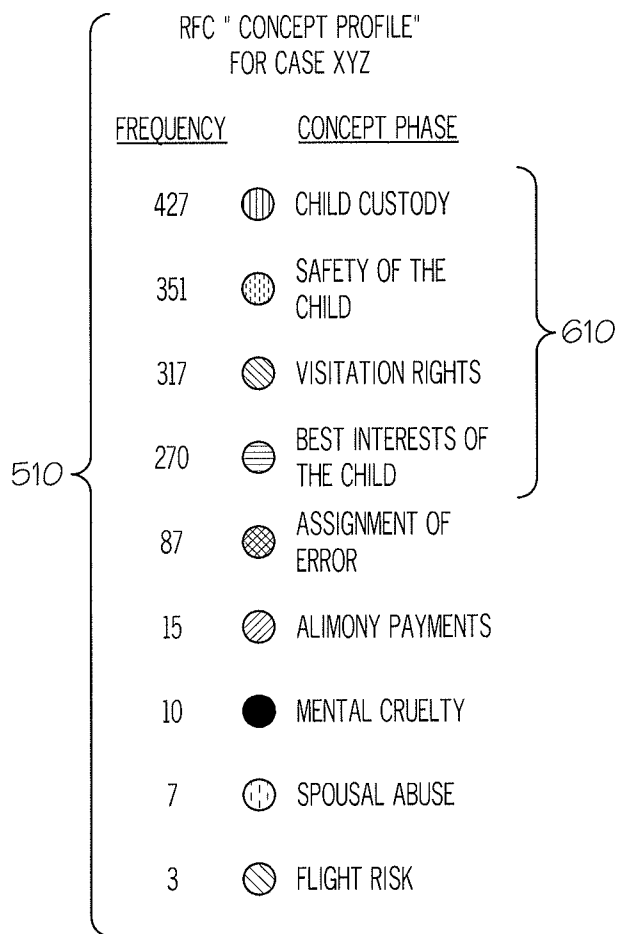 RFC " CONCEPT PROFILE"
FOR CASE XYZ
FREQUENCY CONCEPT PHASE
427 CHILD CUSTODY
351 SAFETY OF THE
CHILD
317 VISITATION RIGHTS
610
270 BEST INTERESTS OF
THE CHILD
510
87 ASSIGNMENT OF
ERROR
15 ALIMONY PAYMENTS
10 MENTAL CRUELTY
7 SPOUSAL ABUSE
3 FLIGHT RISK